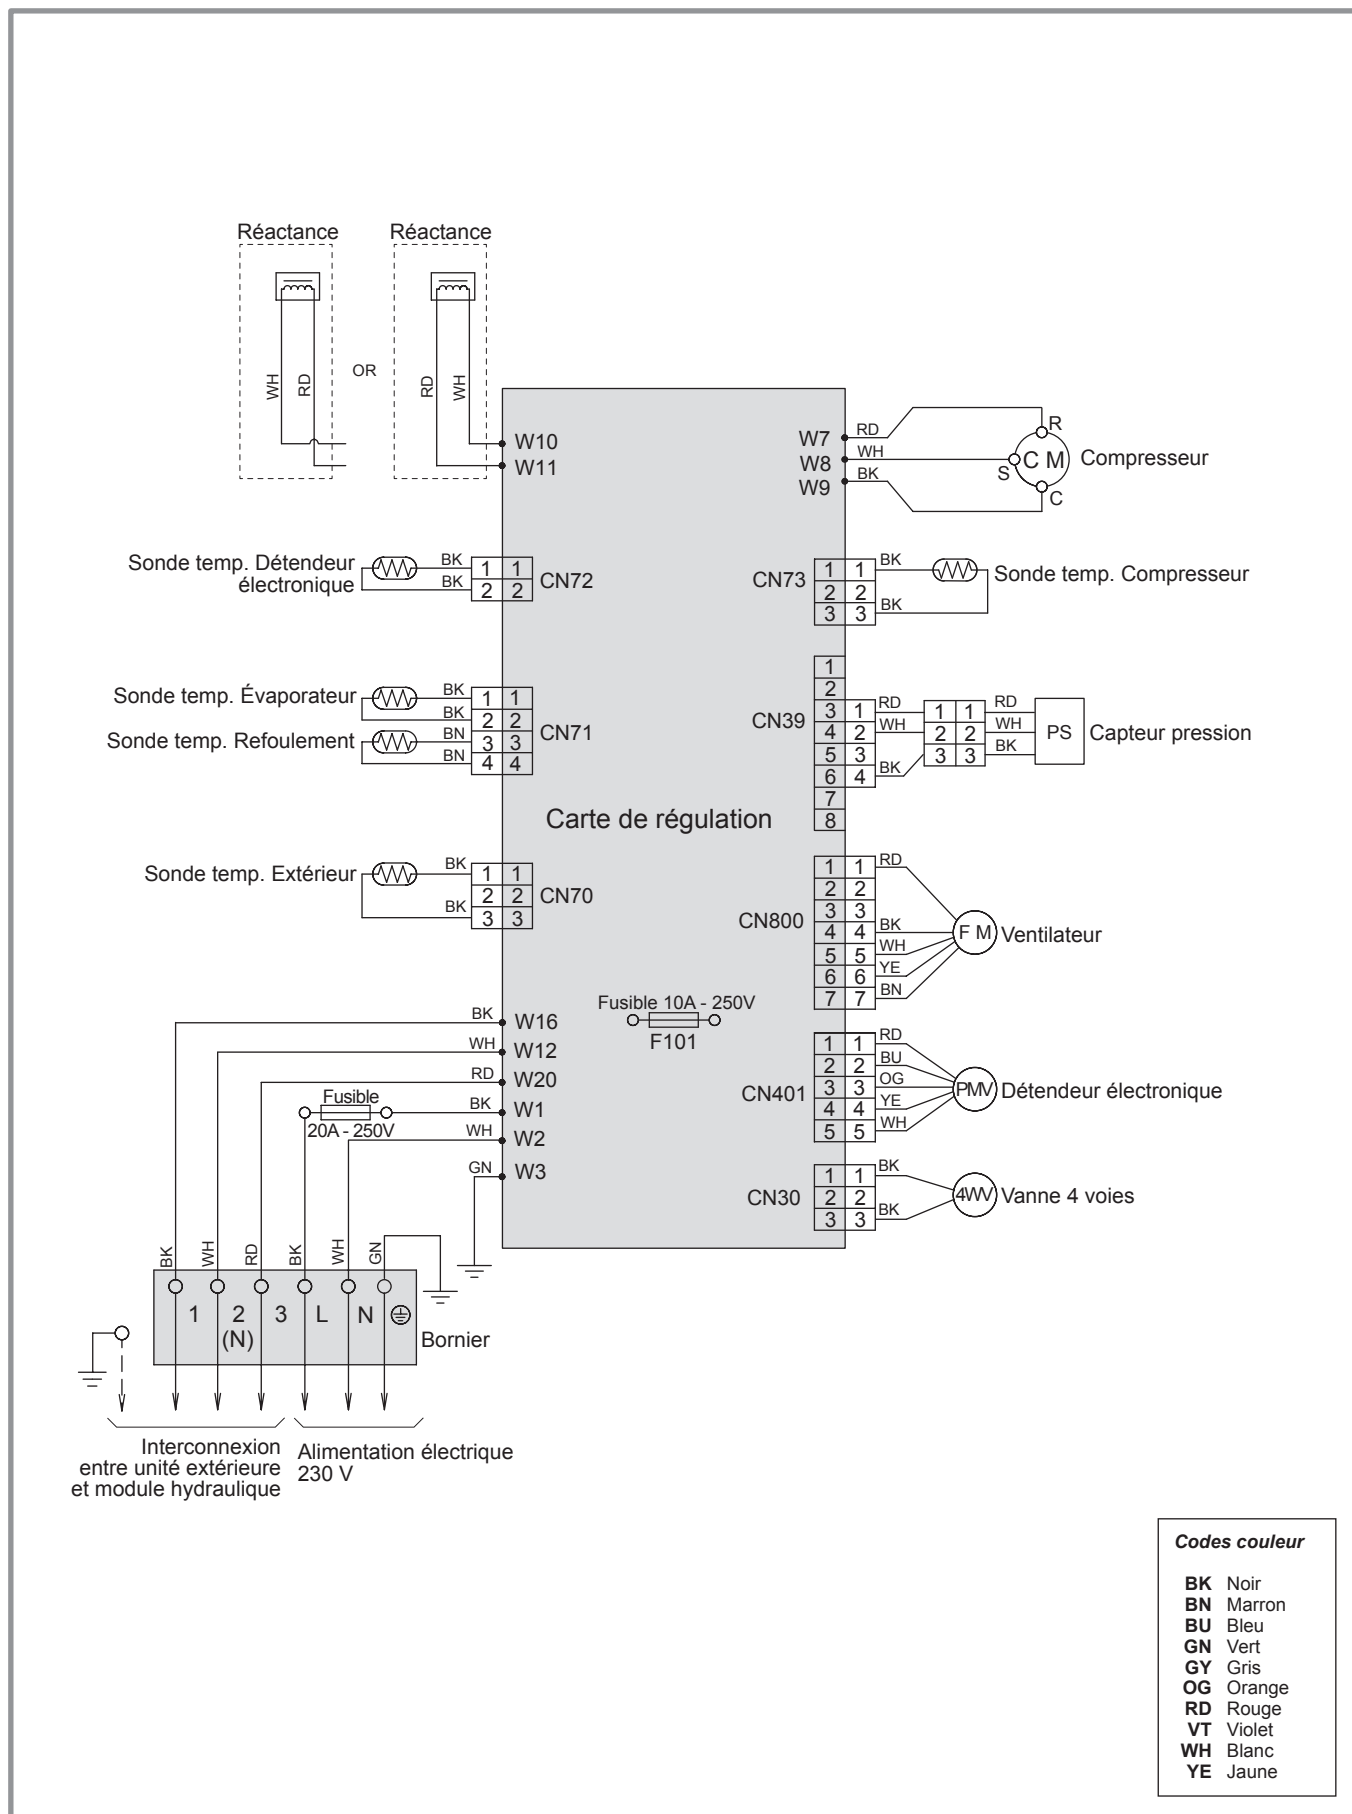 Réactance
Réactance
WH
RD
OR
RD
WH
W10
W11
W7
W8
W9
RD
WH
BK
R
S
C
C M
Compresseur
Sonde temp. Détendeur
électronique
BK
BK
1 1
2 2
CN72
CN73
1 1
2 2
3 3
BK
BK
Sonde temp. Compresseur
Sonde temp. Évaporateur
Sonde temp. Refoulement
BK
BK
BN
BN
1 1
2 2
3 3
4 4
CN71
CN39
1
2
3 1
4 2
5 3
6 4
7
8
RD
WH
BK
1 1
2 2
3 3
RD
WH
BK
PS
Capteur pression
Carte de régulation
Sonde temp. Extérieur
BK
BK
1 1
2 2
3 3
CN70
CN800
1 1
2 2
3 3
4 4
5 5
6 6
7 7
RD
BK
WH
YE
BN
F M
Ventilateur
Fusible 10A - 250V
F101
BK
WH
RD
BK
WH
GN
W16
W12
W20
W1
W2
W3
Fusible
20A - 250V
CN401
1 1
2 2
3 3
4 4
5 5
RD
BU
OG
YE
WH
PMV
Détendeur électronique
CN30
1 1
2 2
3 3
BK
BK
4WV
Vanne 4 voies
BK
WH
RD
BK
WH
GN
1 2 3 L N
(N)
Bornier
Interconnexion
entre unité extérieure
et module hydraulique
Alimentation électrique
230 V
Codes couleur
BK Noir
BN Marron
BU Bleu
GN Vert
GY Gris
OG Orange
RD Rouge
VT Violet
WH Blanc
YE Jaune